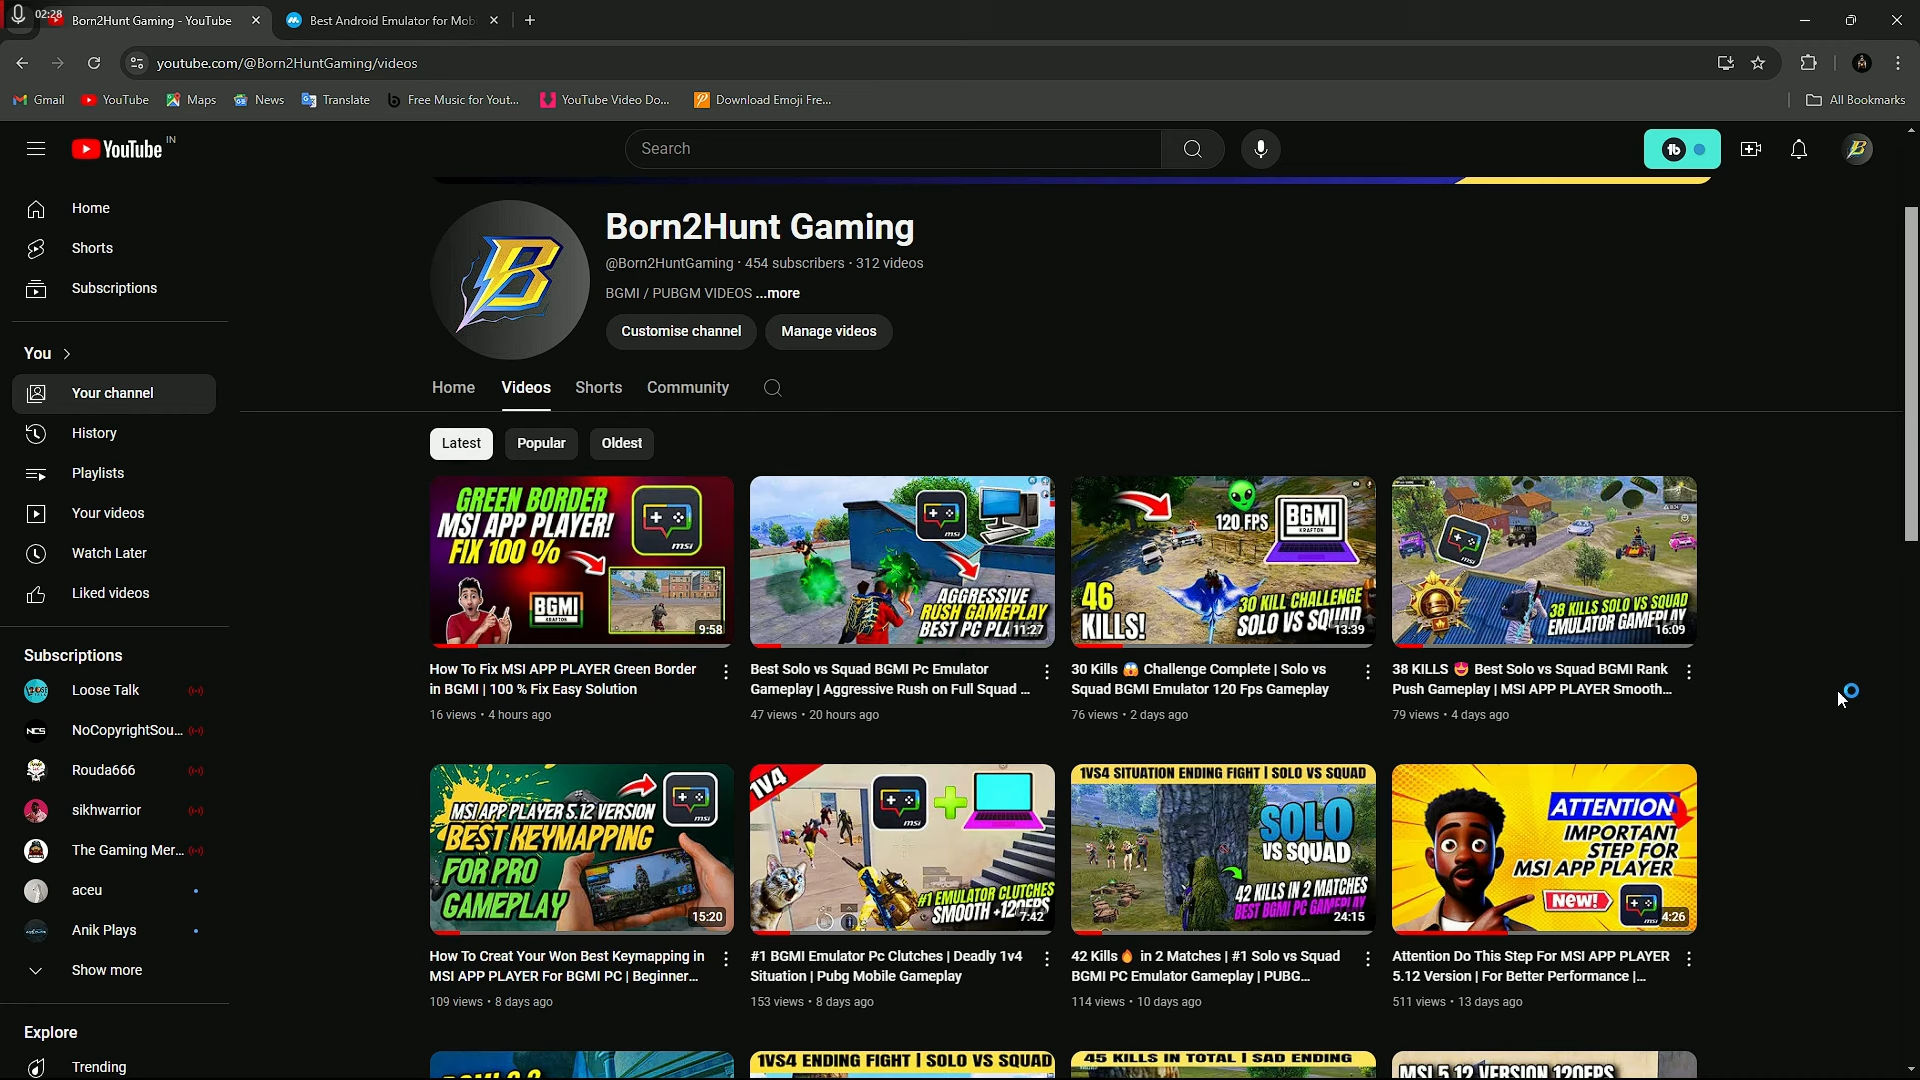 02:28
Born2Hunt Gaming - YouTube
Best Android Emulator for Mob
youtube.com/@Born2HuntGaming/videos
Gmail
YouTube
Maps
News
Translate
Free Music for Yout...
YouTube Video Do...
Download Emoji Fre...
All Bookmarks
YouTube IN
Search
Home
Shorts
Subscriptions
You
Your channel
History
Playlists
Your videos
Watch Later
Liked videos
Subscriptions
Loose Talk
NoCopyrightSou...
Rouda666
sikhwarrior
The Gaming Mer...
aceu
Anik Plays
Show more
Explore
Trending
Born2Hunt Gaming
@Born2HuntGaming · 454 subscribers · 312 videos
BGMI / PUBGM VIDEOS ...more
Customise channel
Manage videos
Home
Videos
Shorts
Community
Latest
Popular
Oldest
GREEN BORDER
MSI APP PLAYER!
FIX 100 %
msi
BGMI
KRAFTON
9:58
How To Fix MSI APP PLAYER Green Border
in BGMI | 100 % Fix Easy Solution
16 views · 4 hours ago
msi
AGGRESSIVE
RUSH GAMEPLAY
BEST PC PL
11:27
Best Solo vs Squad BGMI Pc Emulator
Gameplay | Aggressive Rush on Full Squad ...
47 views · 20 hours ago
120 FPS
BGMI
KRAFTON
46
KILLS!
30 KILL CHALLENGE
SOLO VS SQUAD
13:39
30 Kills 😱 Challenge Complete | Solo vs
Squad BGMI Emulator 120 Fps Gameplay
76 views · 2 days ago
msi
38 KILLS SOLO VS SQUAD
EMULATOR GAMEPLAY
16:09
38 KILLS 😍 Best Solo vs Squad BGMI Rank
Push Gameplay | MSI APP PLAYER Smooth...
79 views · 4 days ago
MSI APP PLAYER 5.12 VERSION
BEST KEYMAPPING
FOR PRO
GAMEPLAY
msi
15:20
How To Creat Your Won Best Keymapping in
MSI APP PLAYER For BGMI PC | Beginner...
109 views · 8 days ago
1V4
msi
#1 EMULATOR CLUTCHES
SMOOTH +120FPS
7:42
#1 BGMI Emulator Pc Clutches | Deadly 1v4
Situation | Pubg Mobile Gameplay
153 views · 8 days ago
1VS4 SITUATION ENDING FIGHT | SOLO VS SQUAD
SOLO
VS SQUAD
42 KILLS IN 2 MATCHES
BEST BGMI PC GAMEPLAY
24:15
42 Kills🔥 in 2 Matches | #1 Solo vs Squad
BGMI PC Emulator Gameplay | PUBG...
114 views · 10 days ago
ATTENTION
IMPORTANT
STEP FOR
MSI APP PLAYER
New!
msi
4:26
Attention Do This Step For MSI APP PLAYER
5.12 Version | For Better Performance |...
511 views · 13 days ago
1VS4 ENDING FIGHT | SOLO VS SQUAD
45 KILLS IN TOTAL | SAD ENDING
MSI 5.12 VERSION 120FPS